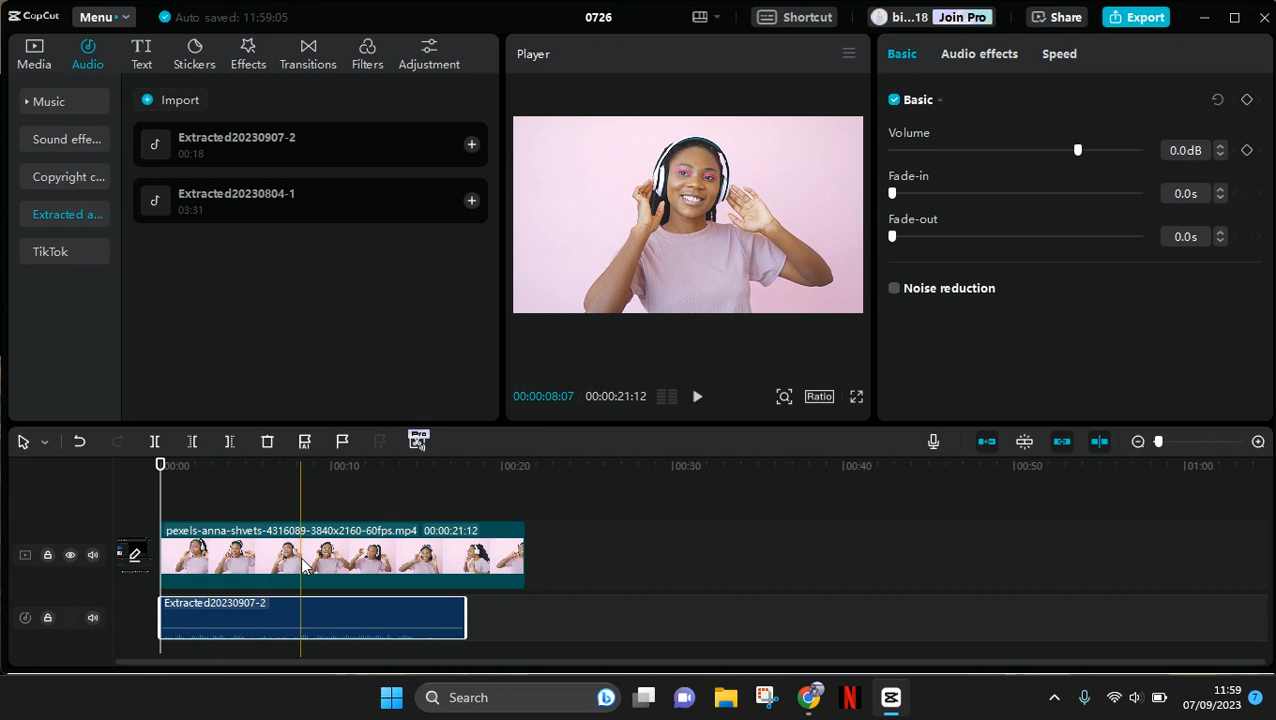 CapCut
Menu
Auto saved: 11:59:05
0726
Shortcut
bi...18
Join Pro
Share
Export
Media
Audio
Text
Stickers
Effects
Transitions
Filters
Adjustment
Music
Sound effe...
Copyright c...
Extracted a...
TikTok
Import
Extracted20230907-2
00:18
Extracted20230804-1
03:31
Player
00:00:08:07 / 00:00:21:12
Ratio
Basic
Audio effects
Speed
Basic
Volume
0.0dB
Fade-in
0.0s
Fade-out
0.0s
Noise reduction
Pro
00:00
00:10
00:20
00:30
00:40
00:50
01:00
pexels-anna-shvets-4316089-3840x2160-60fps.mp4 00:00:21:12
Extracted20230907-2
Search
11:59
07/09/2023
7